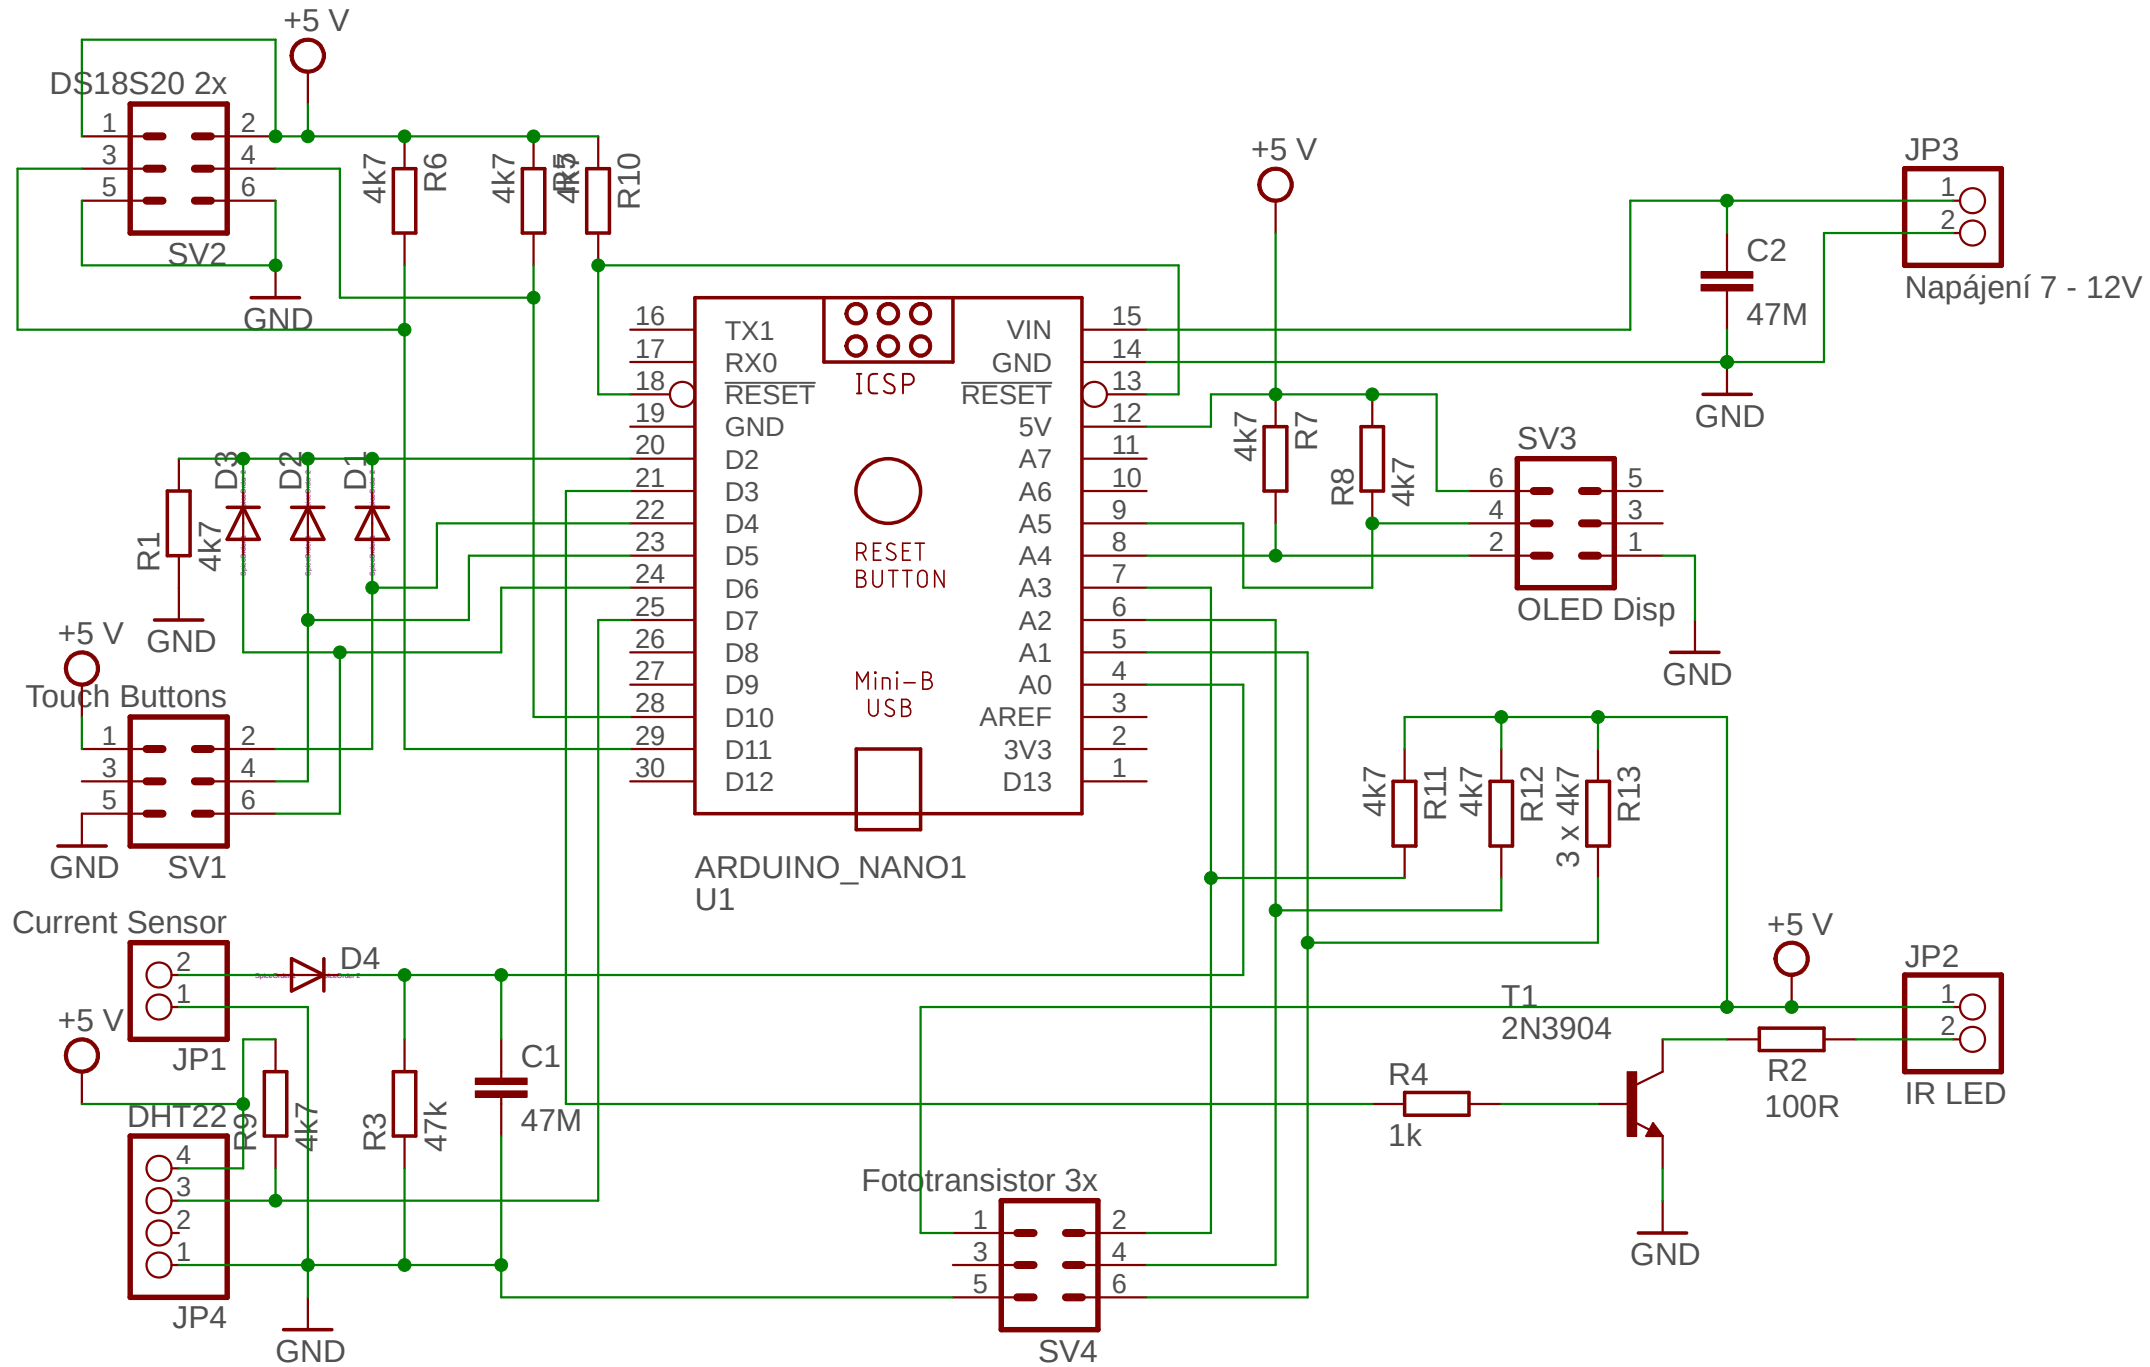 +5 V
DS18S20 2x
1
2
3
4
5
6
SV2
GND
4k7
R6
4k7
R5
4k7
R10
+5 V
JP3
1
2
Napájení 7 - 12V
C2
47M
GND
16
17
18
19
20
21
22
23
24
25
26
27
28
29
30
TX1
RX0
RESET
GND
D2
D3
D4
D5
D6
D7
D8
D9
D10
D11
D12
ICSP
RESET
BUTTON
Mini-B
USB
VIN
GND
RESET
5V
A7
A6
A5
A4
A3
A2
A1
A0
AREF
3V3
D13
15
14
13
12
11
10
9
8
7
6
5
4
3
2
1
ARDUINO_NANO1
U1
4k7
R7
R8
4k7
SV3
6
5
4
3
2
1
OLED Disp
GND
D3
D2
D1
R1
4k7
GND
+5 V
Touch Buttons
1
2
3
4
5
6
GND
SV1
4k7
R11
4k7
R12
3 x 4k7
R13
Current Sensor
2
1
JP1
D4
SpiceOrder 2
+5 V
DHT22
R9
4k7
4
3
2
1
JP4
GND
R3
47k
C1
47M
Fototransistor 3x
1
2
3
4
5
6
SV4
T1
2N3904
R4
1k
GND
+5 V
R2
100R
JP2
1
2
IR LED